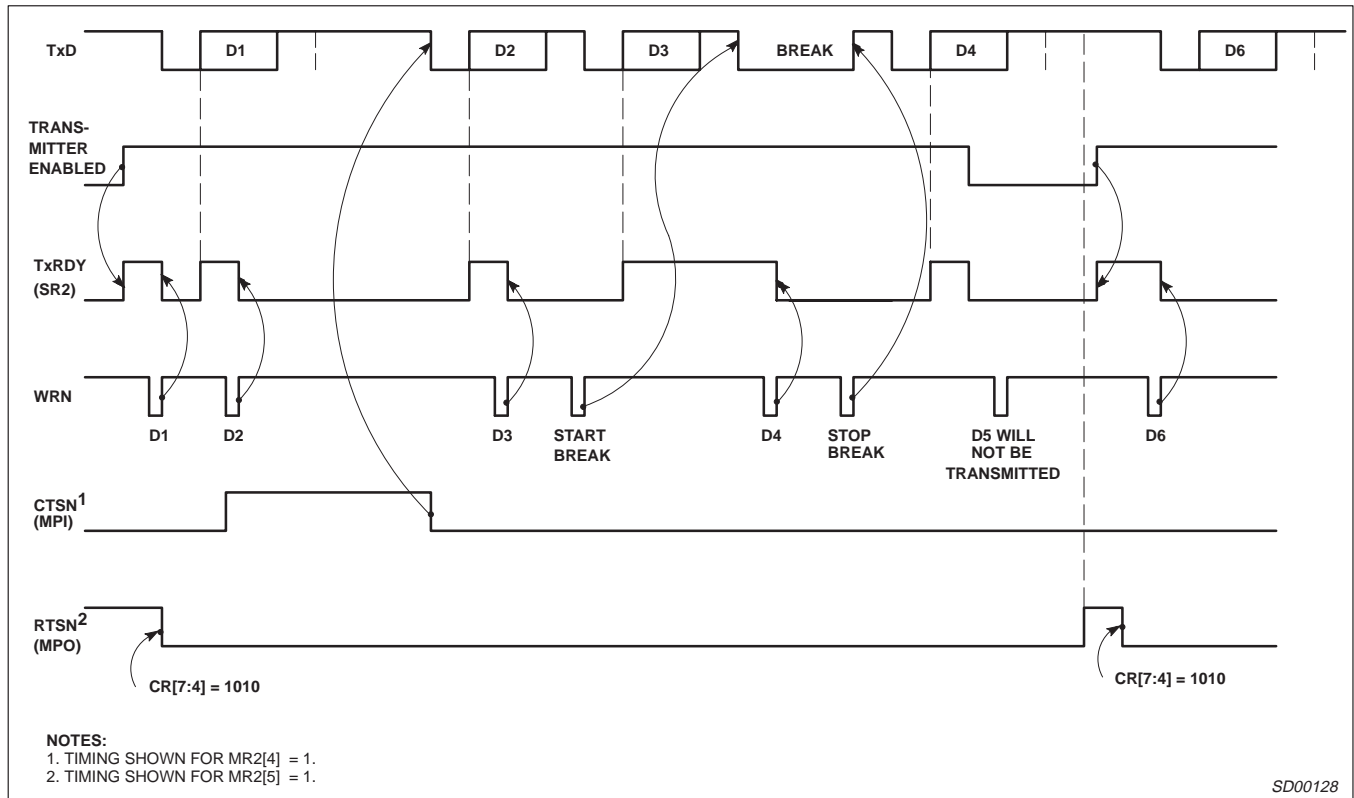 TxD
D1
D2
D3
BREAK
D4
D6
TRANS-
MITTER
ENABLED
TxRDY
(SR2)
WRN
D1
D2
D3
START
BREAK
D4
STOP
BREAK
D5 WILL
NOT BE
TRANSMITTED
D6
CTSN1
(MPI)
RTSN2
(MPO)
CR[7:4] = 1010
CR[7:4] = 1010
NOTES:
1. TIMING SHOWN FOR MR2[4] = 1.
2. TIMING SHOWN FOR MR2[5] = 1.
SD00128